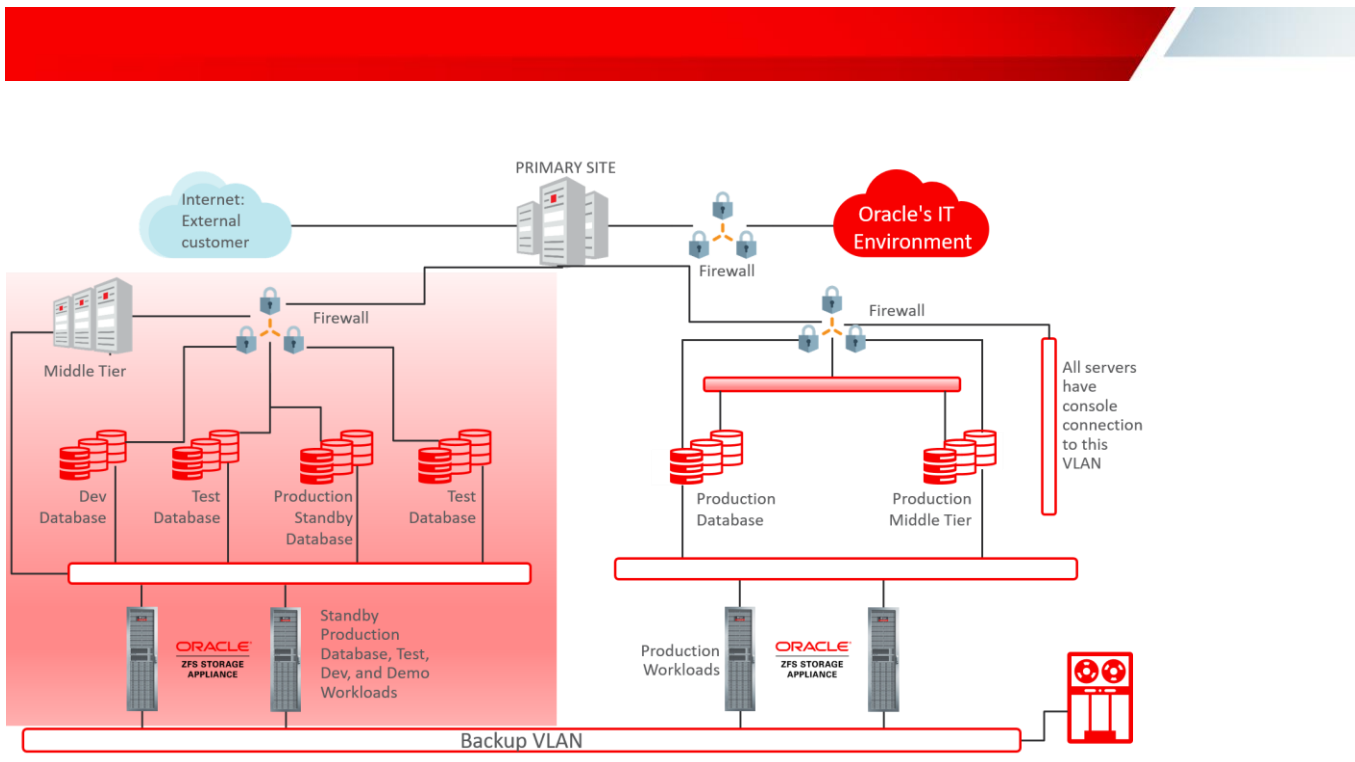 PRIMARY SITE
Internet:
External
customer
Oracle's IT
Environment
Firewall
Firewall
Firewall
Middle Tier
All servers
have
console
connection
to this
VLAN
Dev
Database
Test
Database
Production
Standby
Database
Test
Database
Production
Database
Production
Middle Tier
ORACLE
ZFS STORAGE
APPLIANCE
Standby
Production
Database, Test,
Dev, and Demo
Workloads
Production
Workloads
ORACLE
ZFS STORAGE
APPLIANCE
Backup VLAN